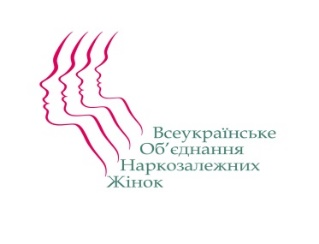 Всеукраїнське
Об’єднання
Наркозалежних
Жінок